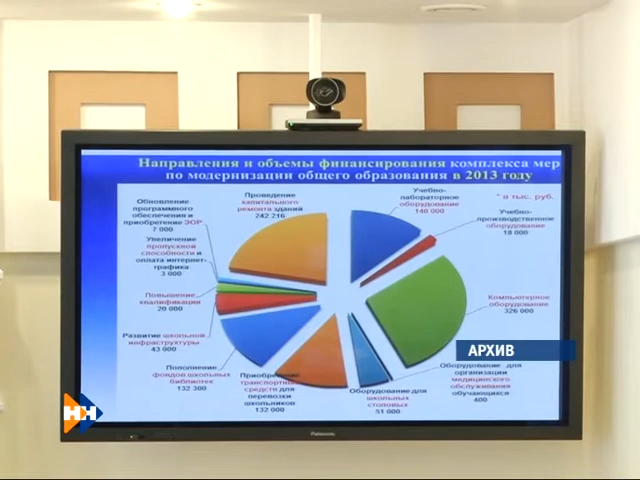 Направления и объемы финансирования комплекса мер
по модернизации общего образования в 2013 году
* в тыс. руб.
Проведение
капитального
ремонта зданий
242 216
Учебно-
лабораторное
оборудование
140 000
Учебно-
производственное
оборудование
18 000
Обновление
программного
обеспечения и
приобретение ЭОР
7 000
Увеличение
пропускной
способности и
оплата интернет-
трафика
3 000
Повышение
квалификации
20 000
Развитие школьной
инфраструктуры
43 000
Пополнение
фондов школьных
библиотек
132 300
Приобретение
транспортных
средств для
перевозки
школьников
132 000
Оборудование для
школьных
столовых
51 000
Оборудование для
организации
медицинского
обслуживания
обучающихся
400
Компьютерное
оборудование
326 000
АРХИВ
НН
Panasonic